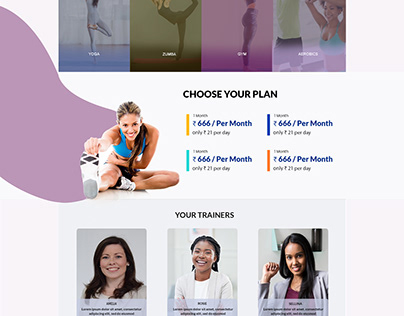 YOGA
ZUMBA
GYM
AEROBICS
CHOOSE YOUR PLAN
1 Month
₹ 666 / Per Month
only ₹ 21 per day
1 Month
₹ 666 / Per Month
only ₹ 21 per day
1 Month
₹ 666 / Per Month
only ₹ 21 per day
1 Month
₹ 666 / Per Month
only ₹ 21 per day
YOUR TRAINERS
ROSE
SELLINA
Lorem ipsum dolor sit amet, consectetur
adipiscing elit, sed do eiusmod
Lorem ipsum dolor sit amet, consectetur
adipiscing elit, sed do eiusmod
Lorem ipsum dolor sit amet, consectetur
adipiscing elit, sed do eiusmod